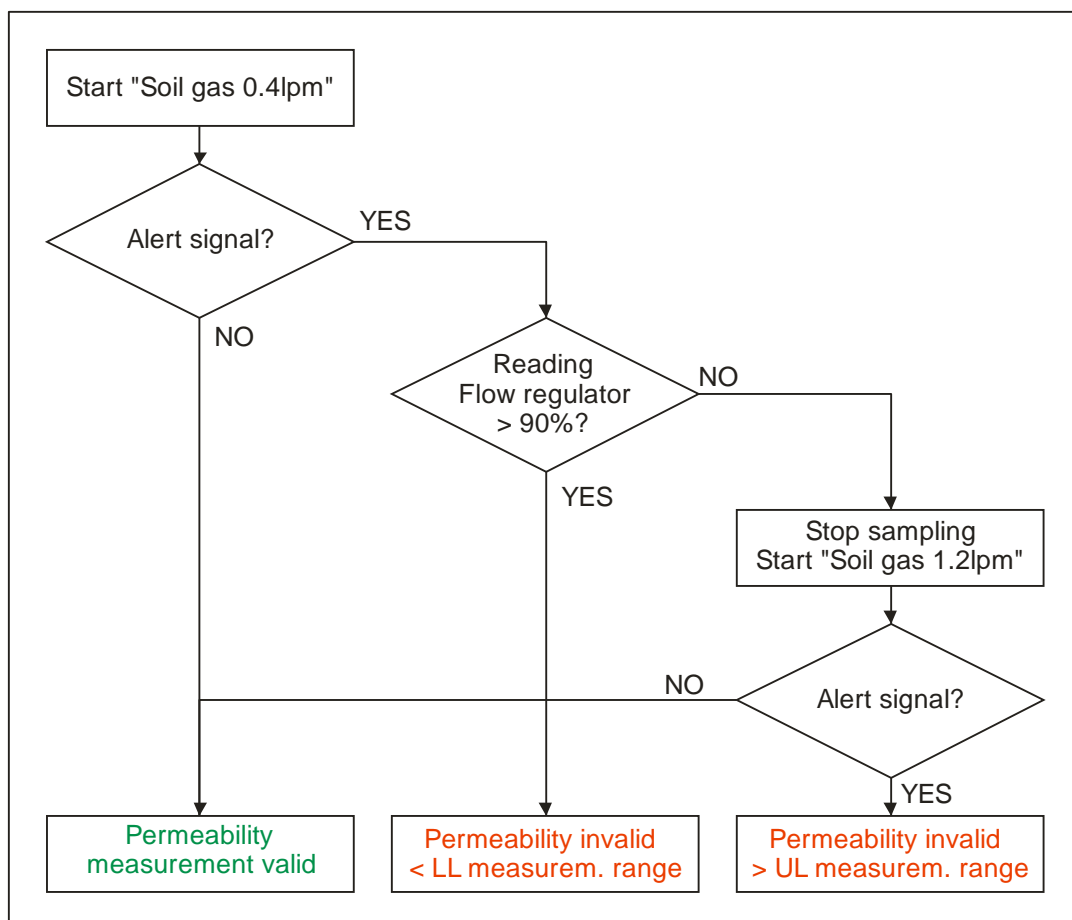 Start "Soil gas 0.4lpm"
Alert signal?
YES
NO
Reading
Flow regulator
> 90%?
NO
YES
Stop sampling
Start "Soil gas 1.2lpm"
NO
Alert signal?
YES
Permeability
measurement valid
Permeability invalid
< LL measurem. range
Permeability invalid
> UL measurem. range